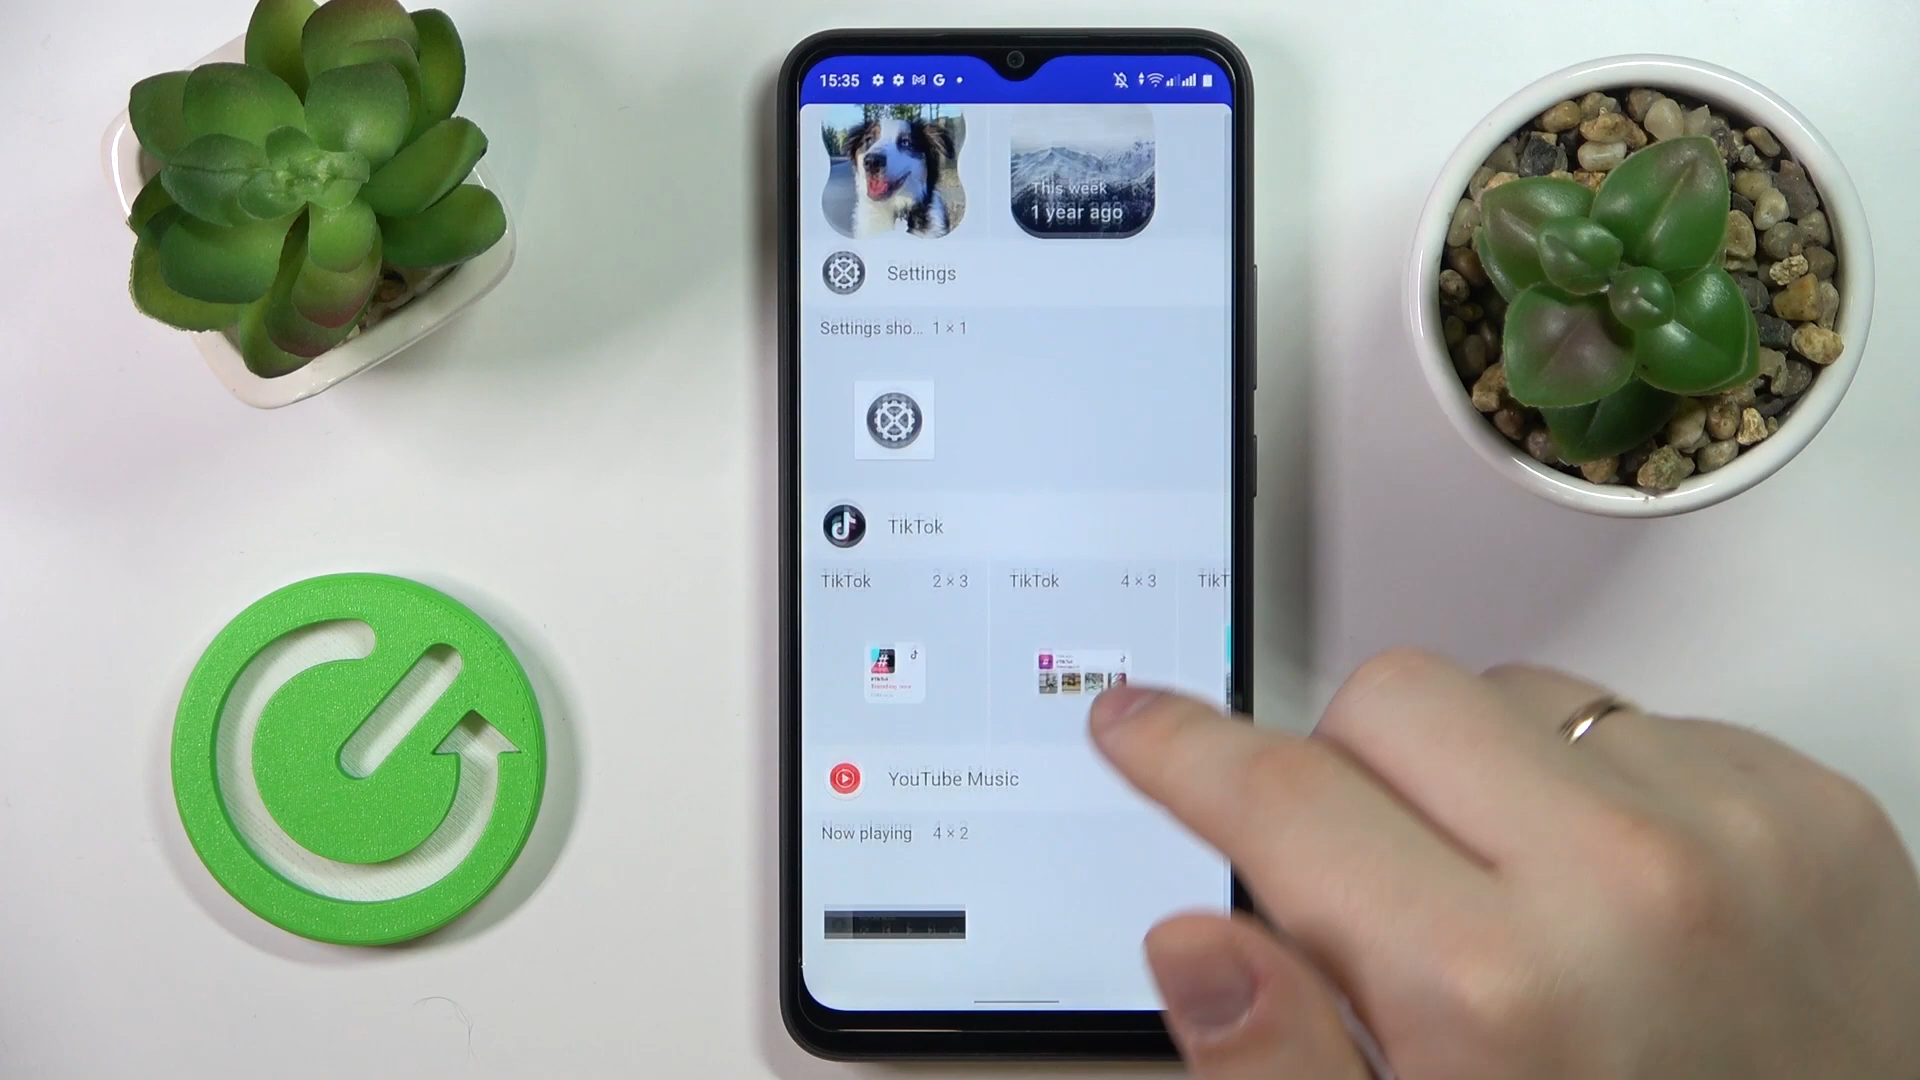 15:35
This week
1 year ago
Settings
Settings sho... 1 × 1
TikTok
TikTok 2 × 3 TikTok 4 × 3 TikT
YouTube Music
Now playing 4 × 2